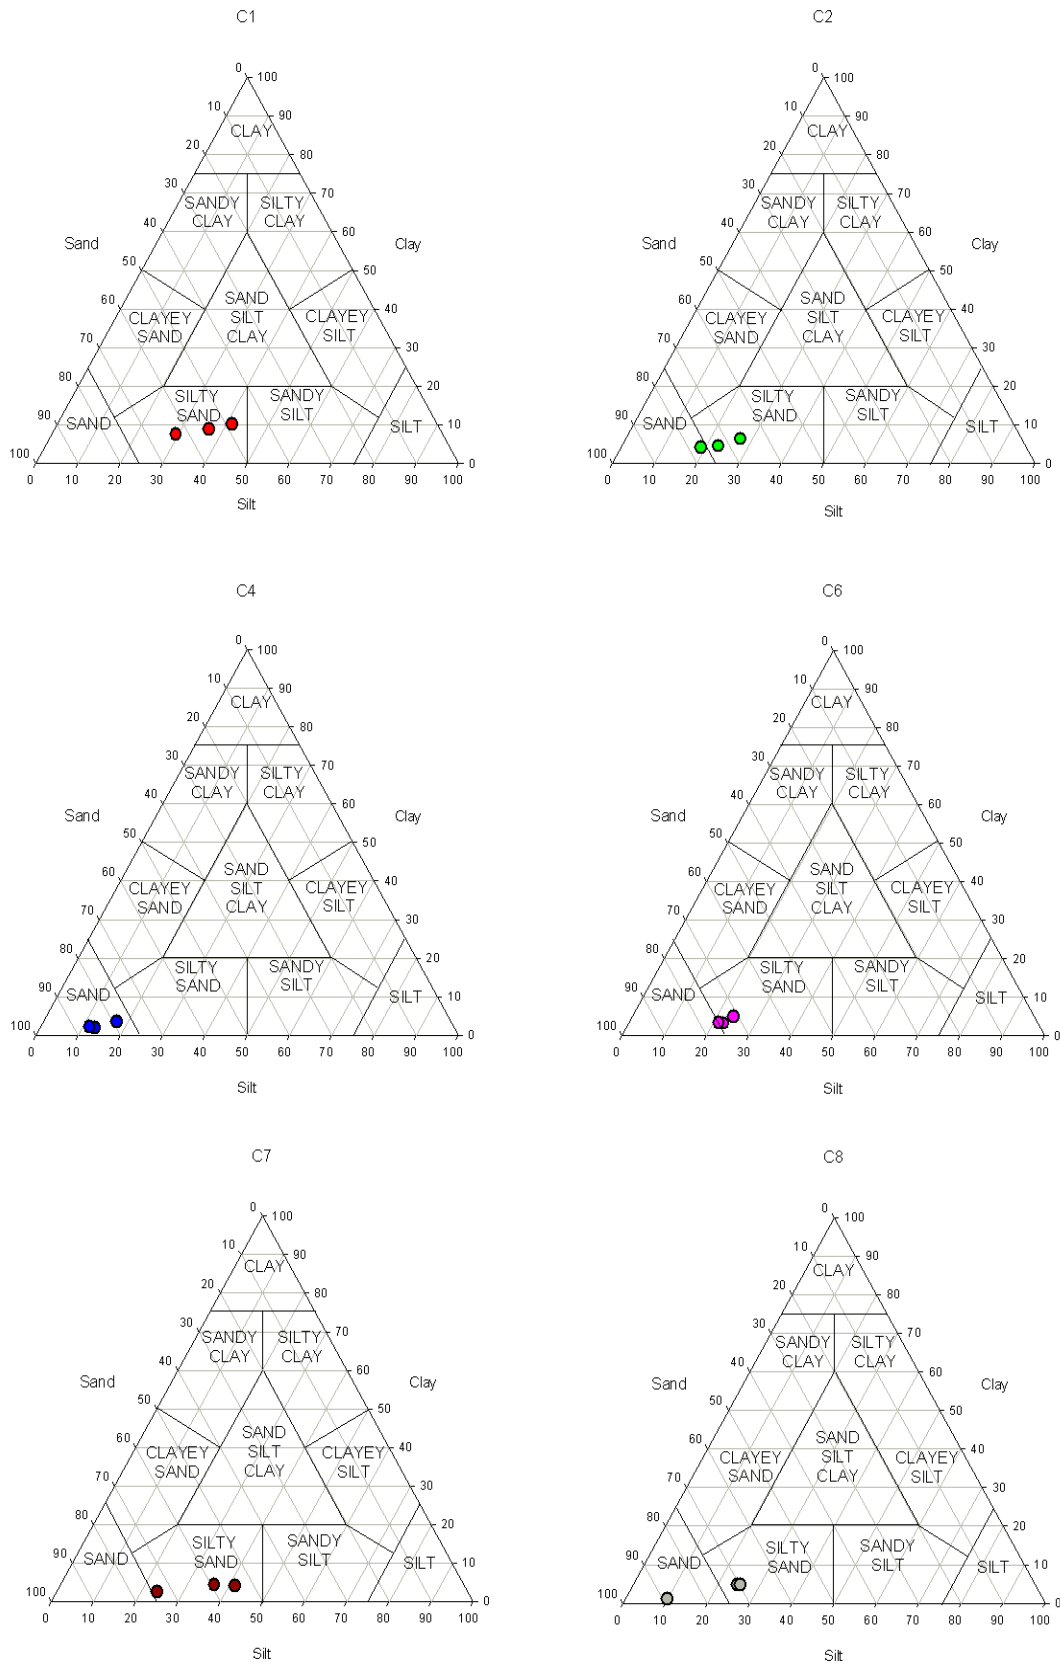 C1
0
100
10
90
CLAY
20
80
30
70
SANDY
CLAY
SILTY
CLAY
40
60
Sand
Clay
50
50
60
40
SAND
SILT
CLAY
CLAYEY
SAND
CLAYEY
SILT
70
30
80
20
SILTY
SAND
SANDY
SILT
90
10
SAND
SILT
100
0
0 10 20 30 40 50 60 70 80 90 100
Silt
C2
0
100
10
90
CLAY
20
80
30
70
SANDY
CLAY
SILTY
CLAY
40
60
Sand
Clay
50
50
60
40
SAND
SILT
CLAY
CLAYEY
SAND
CLAYEY
SILT
70
30
80
20
SILTY
SAND
SANDY
SILT
90
10
SAND
SILT
100
0
0 10 20 30 40 50 60 70 80 90 100
Silt
C4
0
100
10
90
CLAY
20
80
30
70
SANDY
CLAY
SILTY
CLAY
40
60
Sand
Clay
50
50
60
40
SAND
SILT
CLAY
CLAYEY
SAND
CLAYEY
SILT
70
30
80
20
SILTY
SAND
SANDY
SILT
90
10
SAND
SILT
100
0
0 10 20 30 40 50 60 70 80 90 100
Silt
C6
0
100
10
90
CLAY
20
80
30
70
SANDY
CLAY
SILTY
CLAY
40
60
Sand
Clay
50
50
60
40
SAND
SILT
CLAY
CLAYEY
SAND
CLAYEY
SILT
70
30
80
20
SILTY
SAND
SANDY
SILT
90
10
SAND
SILT
100
0
0 10 20 30 40 50 60 70 80 90 100
Silt
C7
0
100
10
90
CLAY
20
80
30
70
SANDY
CLAY
SILTY
CLAY
40
60
Sand
Clay
50
50
60
40
SAND
SILT
CLAY
CLAYEY
SAND
CLAYEY
SILT
70
30
80
20
SILTY
SAND
SANDY
SILT
90
10
SAND
SILT
100
0
0 10 20 30 40 50 60 70 80 90 100
Silt
C8
0
100
10
90
CLAY
20
80
30
70
SANDY
CLAY
SILTY
CLAY
40
60
Sand
Clay
50
50
60
40
SAND
SILT
CLAY
CLAYEY
SAND
CLAYEY
SILT
70
30
80
20
SILTY
SAND
SANDY
SILT
90
10
SAND
SILT
100
0
0 10 20 30 40 50 60 70 80 90 100
Silt